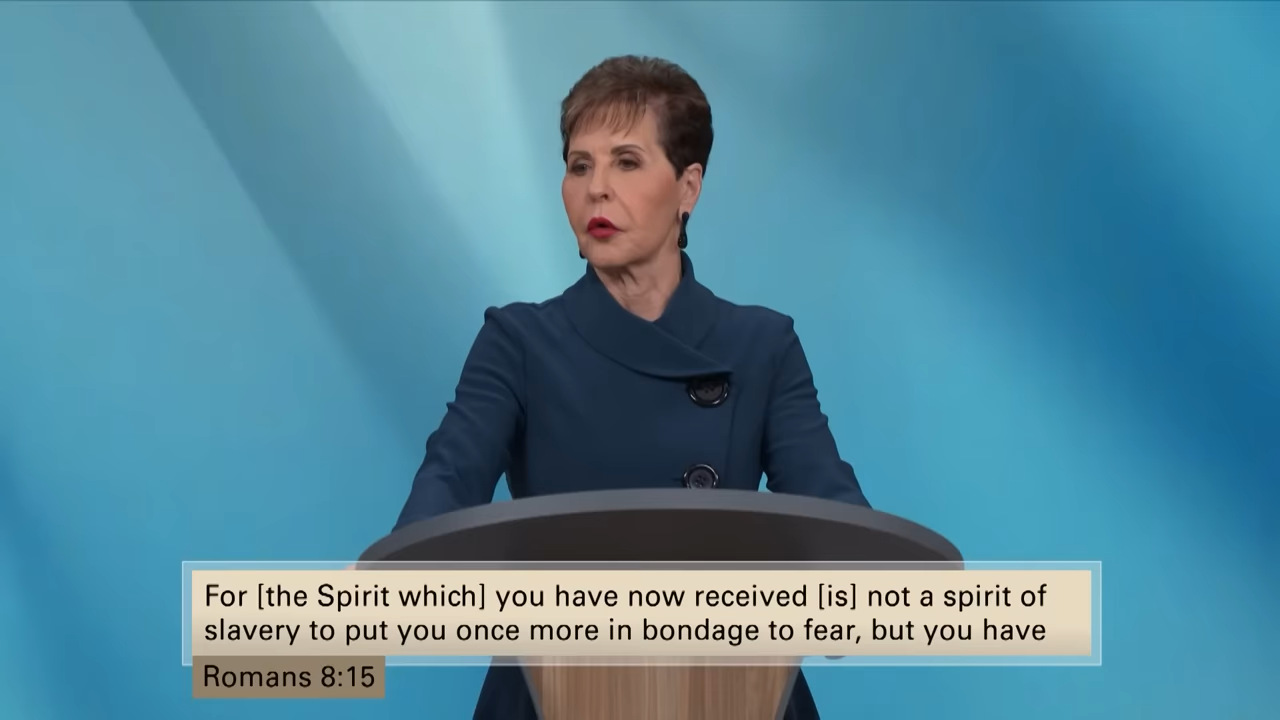 For [the Spirit which] you have now received [is] not a spirit of
slavery to put you once more in bondage to fear, but you have
Romans 8:15